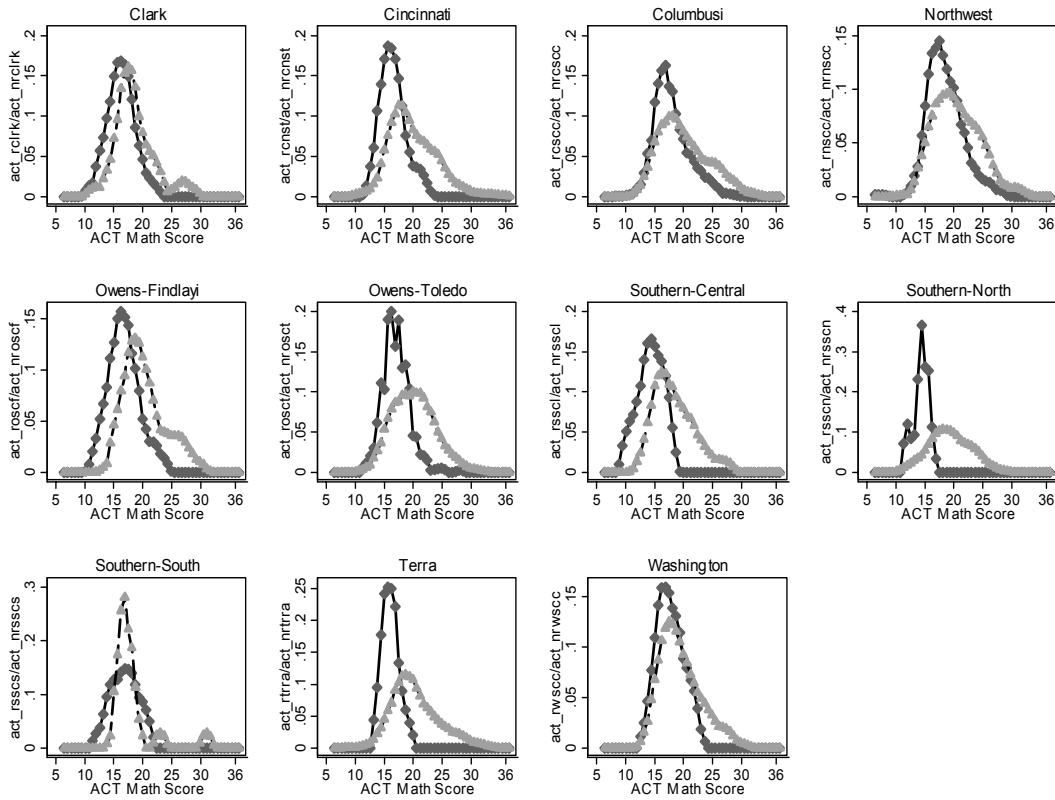 Clark
act_rclrk/act_nrclrk
0 .05 .1 .15 .2
5 10 15 20 25 30 36
ACT Math Score
Cincinnati
act_rcnst/act_nrcnst
0 .05 .1 .15 .2
5 10 15 20 25 30 36
ACT Math Score
Columbusi
act_rcscc/act_nrcscc
0 .05 .1 .15 .2
5 10 15 20 25 30 36
ACT Math Score
Northwest
act_rnscc/act_nrnscc
0 .05 .1 .15
5 10 15 20 25 30 36
ACT Math Score
Owens-Findlayi
act_roscf/act_nroscf
0 .05 .1 .15
5 10 15 20 25 30 36
ACT Math Score
Owens-Toledo
act_rosct/act_nrosct
0 .05 .1 .15 .2
5 10 15 20 25 30 36
ACT Math Score
Southern-Central
act_rsscl/act_nrsscl
0 .05 .1 .15 .2
5 10 15 20 25 30 36
ACT Math Score
Southern-North
act_rsscn/act_nrsscn
0 .1 .2 .3 .4
5 10 15 20 25 30 36
ACT Math Score
Southern-South
act_rsscs/act_nrsscs
0 .1 .2 .3
5 10 15 20 25 30 36
ACT Math Score
Terra
act_rtrra/act_nrtrra
0 .05 .1 .15 .2 .25
5 10 15 20 25 30 36
ACT Math Score
Washington
act_rwscc/act_nrwscc
0 .05 .1 .15
5 10 15 20 25 30 36
ACT Math Score